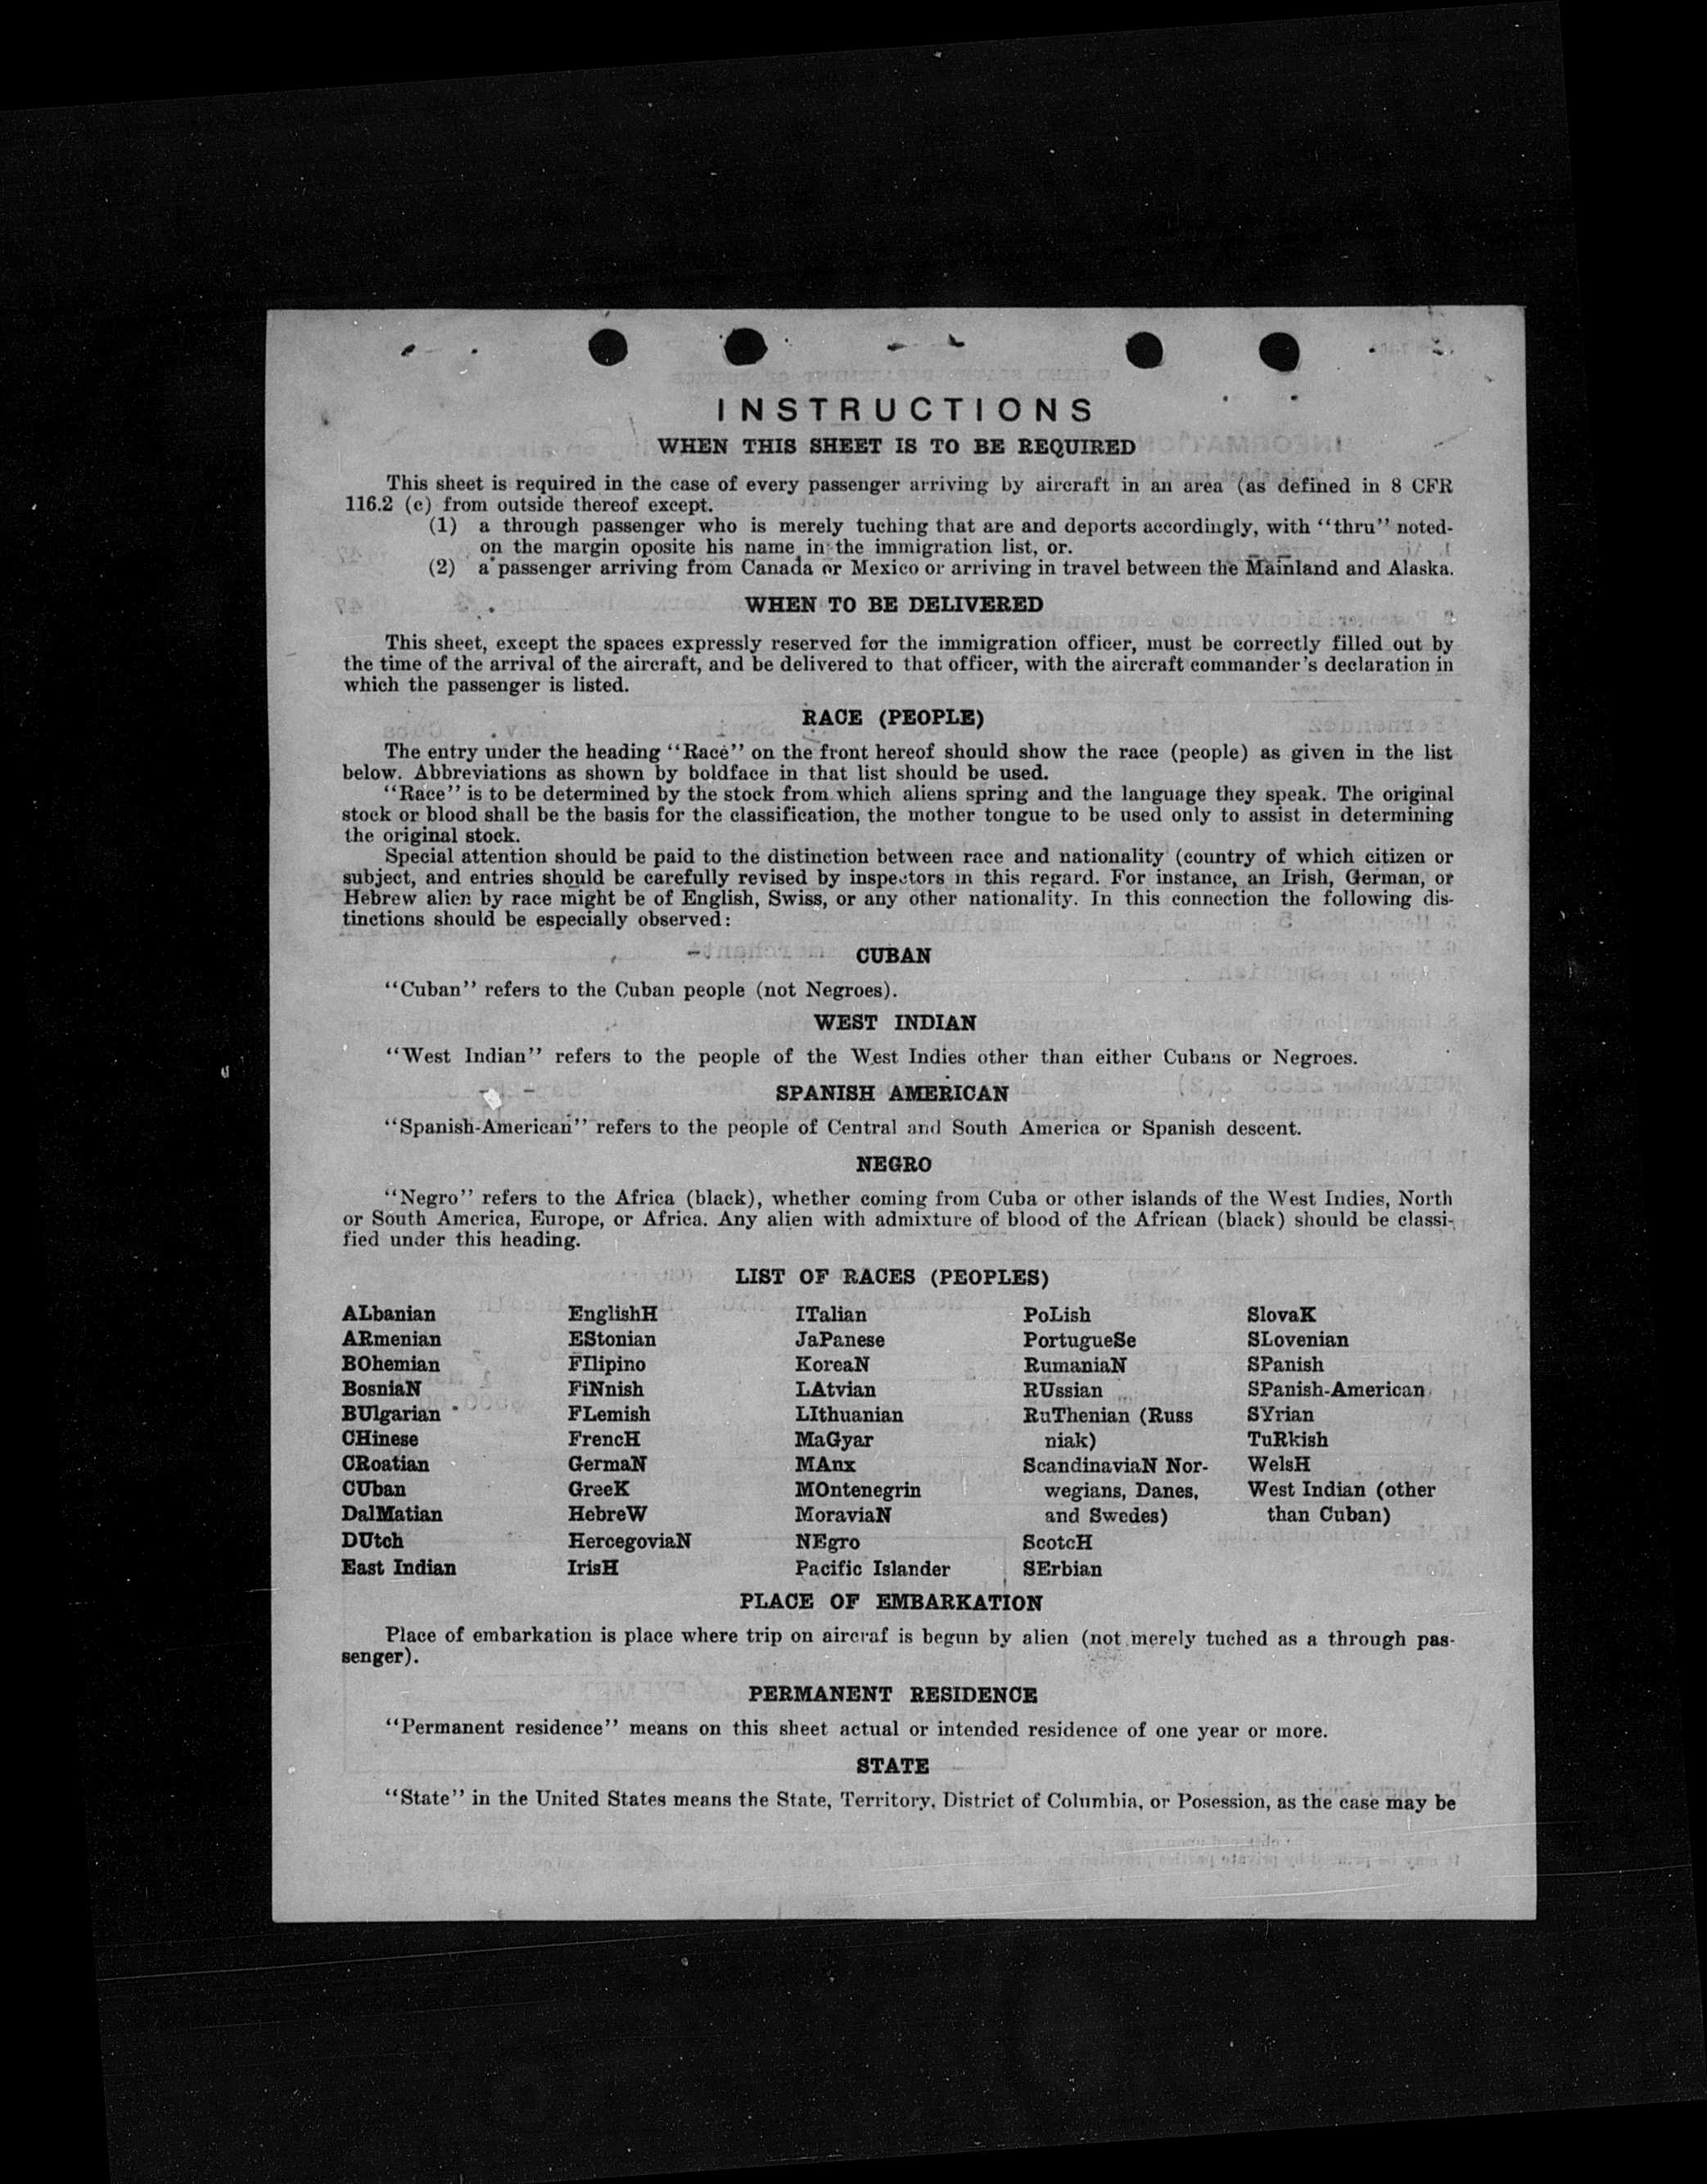 INSTRUCTIONS
WHEN THIS SHEET IS TO BE REQUIRED
This sheet is required in the case of every passenger arriving by aircraft in an area (as defined in 8 CFR
116.2 (c) from outside thereof except.
(1) a through passenger who is merely tuching that are and deports accordingly, with "thru" noted-
on the margin oposite his name in the immigration list, or.
(2) a passenger arriving from Canada or Mexico or arriving in travel between the Mainland and Alaska.
WHEN TO BE DELIVERED
This sheet, except the spaces expressly reserved for the immigration officer, must be correctly filled out by
the time of the arrival of the aircraft, and be delivered to that officer, with the aircraft commander's declaration in
which the passenger is listed.
RACE (PEOPLE)
The entry under the heading "Race" on the front hereof should show the race (people) as given in the list
below. Abbreviations as shown by boldface in that list should be used.
"Race" is to be determined by the stock from which aliens spring and the language they speak. The original
stock or blood shall be the basis for the classification, the mother tongue to be used only to assist in determining
the original stock.
Special attention should be paid to the distinction between race and nationality (country of which citizen or
subject, and entries should be carefully revised by inspectors in this regard. For instance, an Irish, German, or
Hebrew alien by race might be of English, Swiss, or any other nationality. In this connection the following dis-
tinctions should be especially observed:
CUBAN
"Cuban" refers to the Cuban people (not Negroes).
WEST INDIAN
"West Indian" refers to the people of the West Indies other than either Cubans or Negroes.
SPANISH AMERICAN
"Spanish-American" refers to the people of Central and South America or Spanish descent.
NEGRO
"Negro" refers to the Africa (black), whether coming from Cuba or other islands of the West Indies, North
or South America, Europe, or Africa. Any alien with admixture of blood of the African (black) should be classi-
fied under this heading.
LIST OF RACES (PEOPLES)
ALbanian
ARmenian
BOhemian
BosniaN
BUlgarian
CHinese
CRoatian
CUban
DalMatian
DUtch
East Indian
EnglisHH
EStonian
FIlipino
FiNnish
FLemish
FrencH
GermaN
GreeK
HebreW
HercegoviaN
IrisH
ITalian
JaPanese
KoreaN
LAtvian
LIthuanian
MaGyar
MAnx
MOntenegrin
MoraviaN
NEgro
Pacific Islander
PoLish
PortugueSe
RumaniaN
RUssian
RuThenian (Russ
niak)
ScandinaviaN Nor-
wegians, Danes,
and Swedes)
ScotcH
SErbian
SlovaK
SLovenian
SPanish
SPanish-American
SYrian
TuRkish
WelsH
West Indian (other
than Cuban)
PLACE OF EMBARKATION
Place of embarkation is place where trip on aircraf is begun by alien (not merely tuched as a through pas-
senger).
PERMANENT RESIDENCE
"Permanent residence" means on this sheet actual or intended residence of one year or more.
STATE
"State" in the United States means the State, Territory, District of Columbia, or Posession, as the case may be